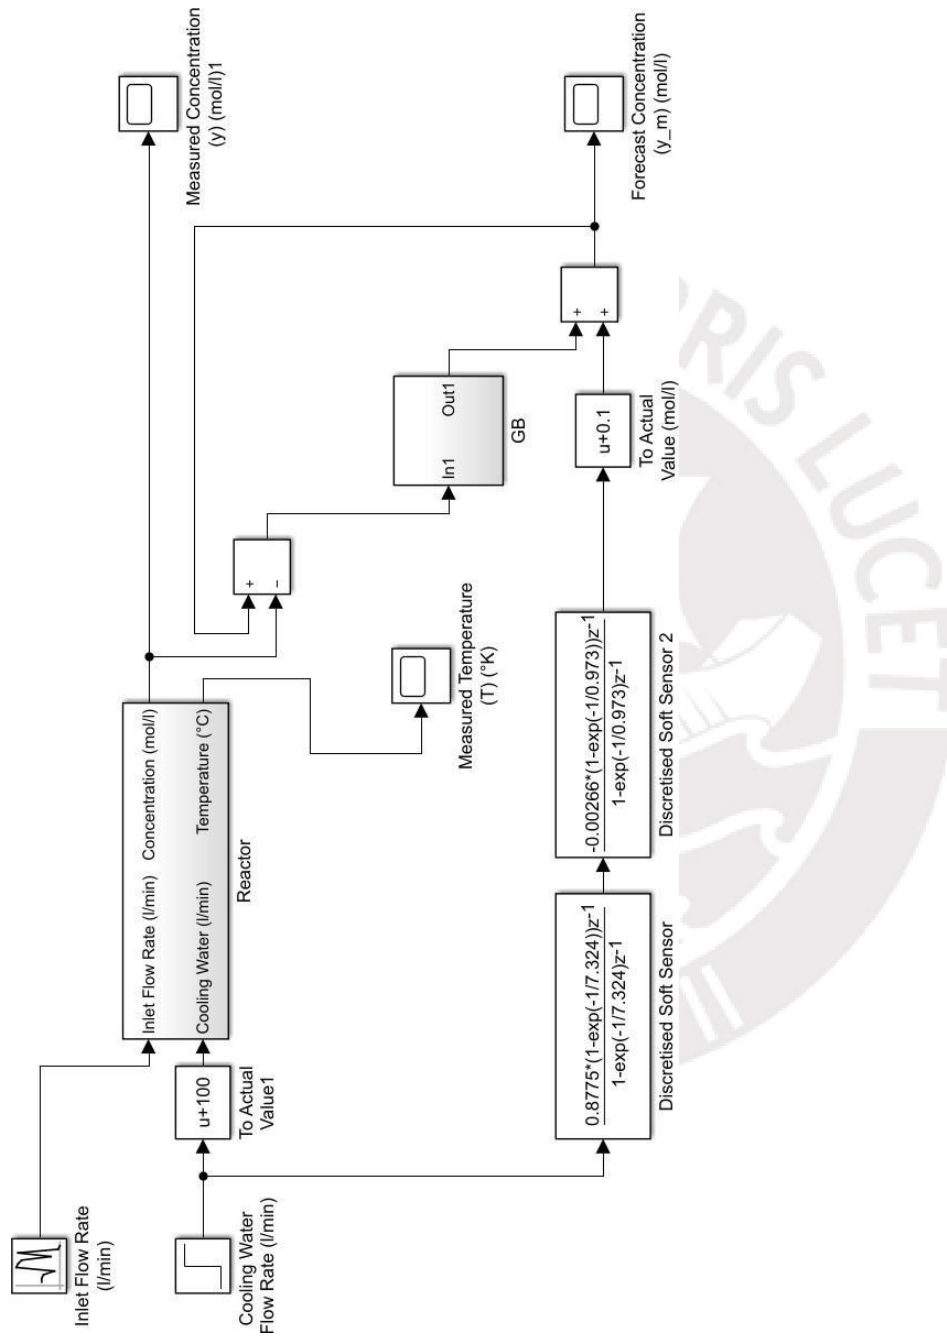 Inlet Flow Rate
(l/min)
Cooling Water
Flow Rate (l/min)
u+100
To Actual
Value1
Inlet Flow Rate (l/min)
Concentration (mol/l)
Cooling Water (l/min)
Temperature (°C)
Reactor
Measured Concentration
(y) (mol/l)1
+
−
Measured Temperature
(T) (°K)
In1
Out1
GB
0.8775*(1-exp(-1/7.324))z-1
1-exp(-1/7.324)z-1
Discretised Soft Sensor
-0.00266*(1-exp(-1/0.973))z-1
1-exp(-1/0.973)z-1
Discretised Soft Sensor 2
u+0.1
To Actual
Value (mol/l)
+
+
Forecast Concentration
(y_m) (mol/l)
RIS LUCET